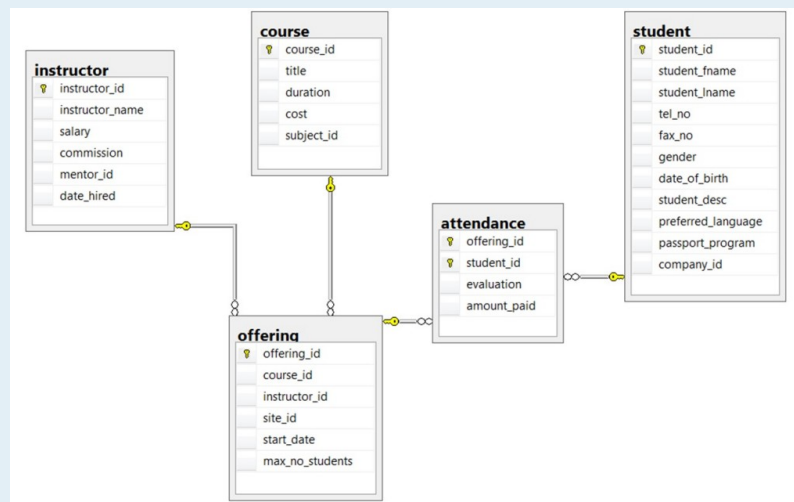 instructor
instructor_id
instructor_name
salary
commission
mentor_id
date_hired
course
course_id
title
duration
cost
subject_id
student
student_id
student_fname
student_lname
tel_no
fax_no
gender
date_of_birth
student_desc
preferred_language
passport_program
company_id
attendance
offering_id
student_id
evaluation
amount_paid
offering
offering_id
course_id
instructor_id
site_id
start_date
max_no_students